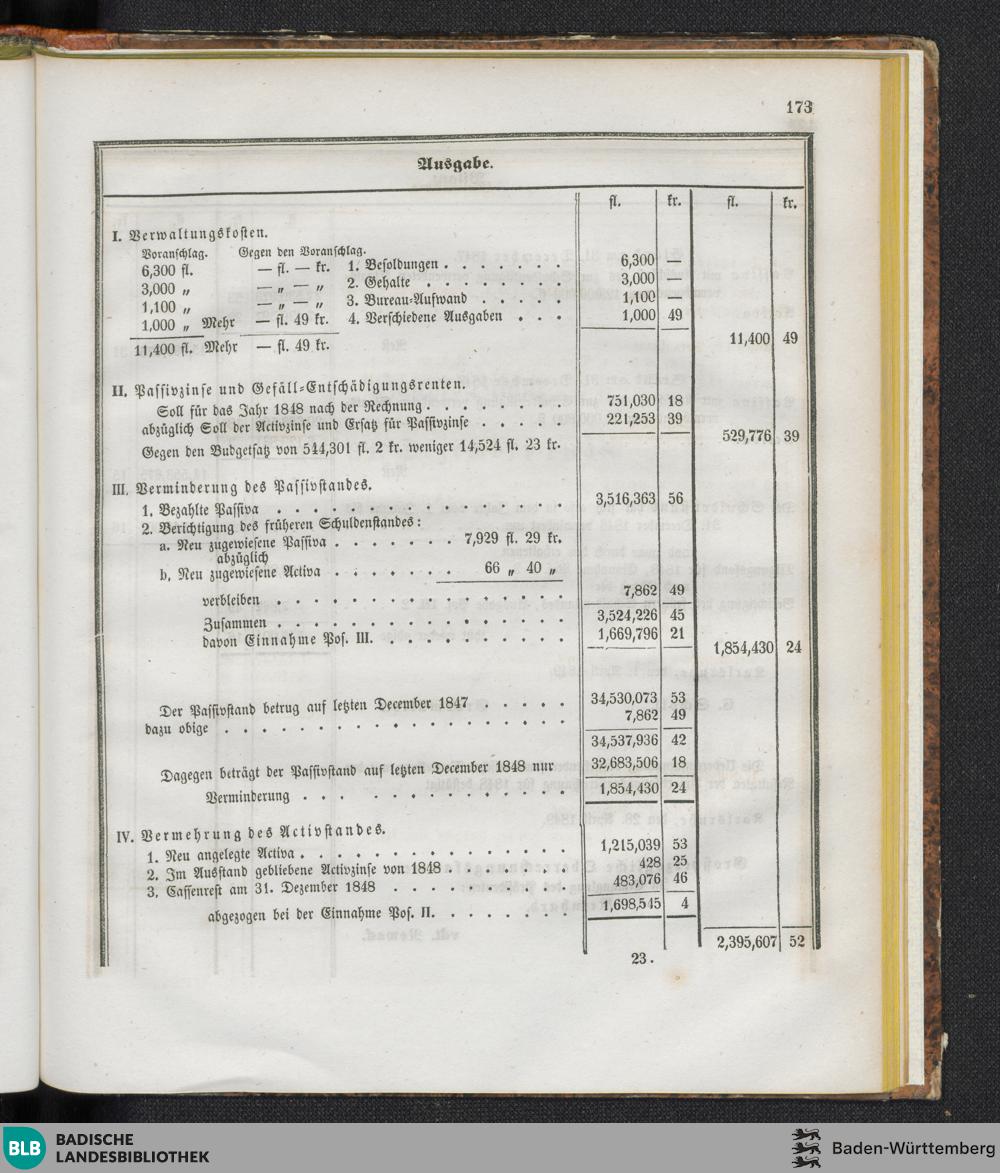 173
Ausgabe.
fl. kr. fl. kr.
I. Verwaltungskosten.
Voranschlag. Gegen den Voranschlag.
6,300 fl. — fl. — kr. 1. Besoldungen . . . . . . . 6,300 —
3,000 „ — „ — „ 2. Gehalte . . . . . . . . 3,000 —
1,100 „ — „ — „ 3. Bureau-Aufwand . . . . . 1,100 —
1,000 „ Mehr — fl. 49 kr. 4. Verschiedene Ausgaben . . . 1,000 49
11,400 fl. Mehr — fl. 49 kr. 11,400 49
II. Passivzinse und Gefäll-Entschädigungsrenten.
Soll für das Jahr 1848 nach der Rechnung . . . . . . . . 751,030 18
abzüglich Soll der Activzinse und Ersatz für Passivzinse . . . . . 221,253 39
529,776 39
Gegen den Budgetsatz von 544,301 fl. 2 kr. weniger 14,524 fl. 23 kr.
III. Verminderung des Passivstandes.
1. Bezahlte Passiva . . . . . . . . . . . . . . . . 3,516,363 56
2. Berichtigung des früheren Schuldenstandes:
a. Neu zugewiesene Passiva . . . . . . . 7,929 fl. 29 kr.
abzüglich
b. Neu zugewiesene Activa . . . . . . 66 „ 40 „
verbleiben . . . . . . . . . . . . . . . . 7,862 49
Zusammen . . . . . . . . . . . . . . . 3,524,226 45
davon Einnahme Pos. III. . . . . . . . . . . 1,669,796 21
1,854,430 24
Der Passivstand betrug auf letzten December 1847 . . . . . 34,530,073 53
dazu obige . . . . . . . . . . . . . . . . . . 7,862 49
34,537,936 42
Dagegen beträgt der Passivstand auf letzten December 1848 nur 32,683,506 18
Verminderung . . . . . . . . . . . . . . 1,854,430 24
IV. Vermehrung des Activstandes.
1. Neu angelegte Activa . . . . . . . . . . . . . . 1,215,039 53
2. Im Ausstand gebliebene Activzinse von 1848 . . . . . . . 428 25
3. Cassenrest am 31. Dezember 1848 . . . . . . . . . . 483,076 46
abgezogen bei der Einnahme Pos. II. . . . . . . . 1,698,545 4
2,395,607 52
23.
BLB
BADISCHE
LANDESBIBLIOTHEK
Baden-Württemberg